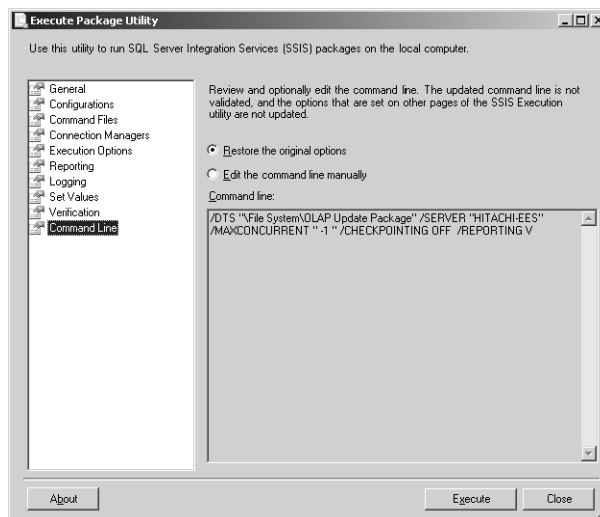 Execute Package Utility
Use this utility to run SQL Server Integration Services (SSIS) packages on the local computer.
General
Configurations
Command Files
Connection Managers
Execution Options
Reporting
Logging
Set Values
Verification
Command Line
Review and optionally edit the command line. The updated command line is not
validated, and the options that are set on other pages of the SSIS Execution
utility are not updated.
Restore the original options
Edit the command line manually
Command line:
/DTS "\File System\OLAP Update Package" /SERVER "HITACHI-EES"
/MAXCONCURRENT " -1 " /CHECKPOINTING OFF /REPORTING V
About
Execute
Close